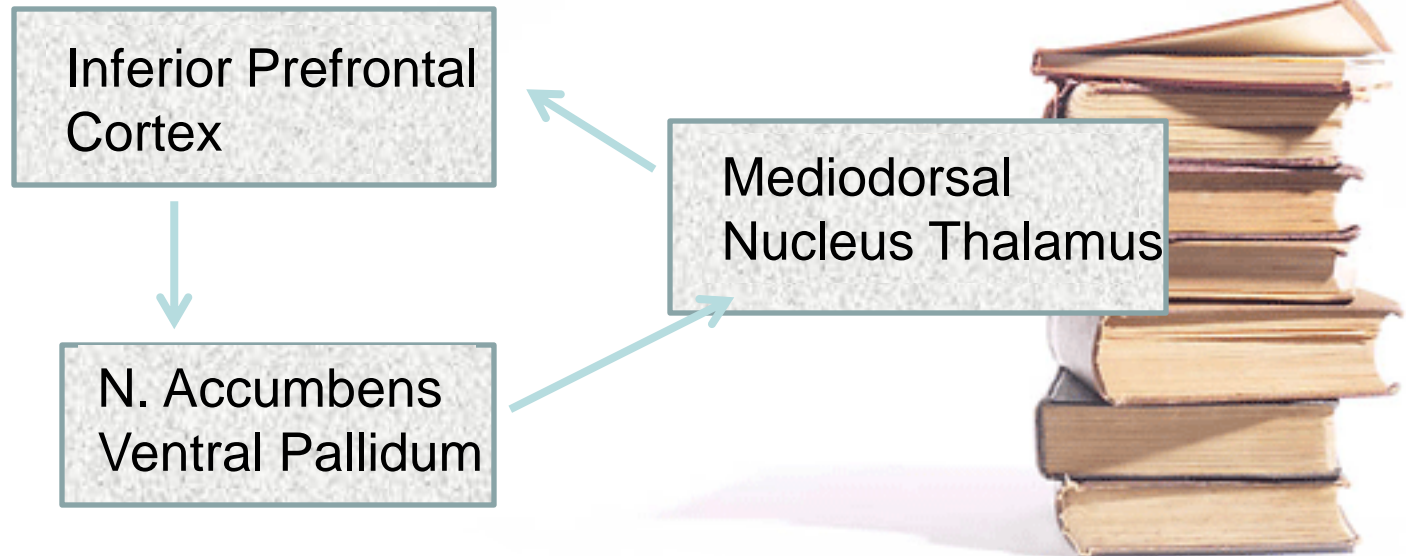 Inferior Prefrontal
Cortex
Mediodorsal
Nucleus Thalamus
N. Accumbens
Ventral Pallidum